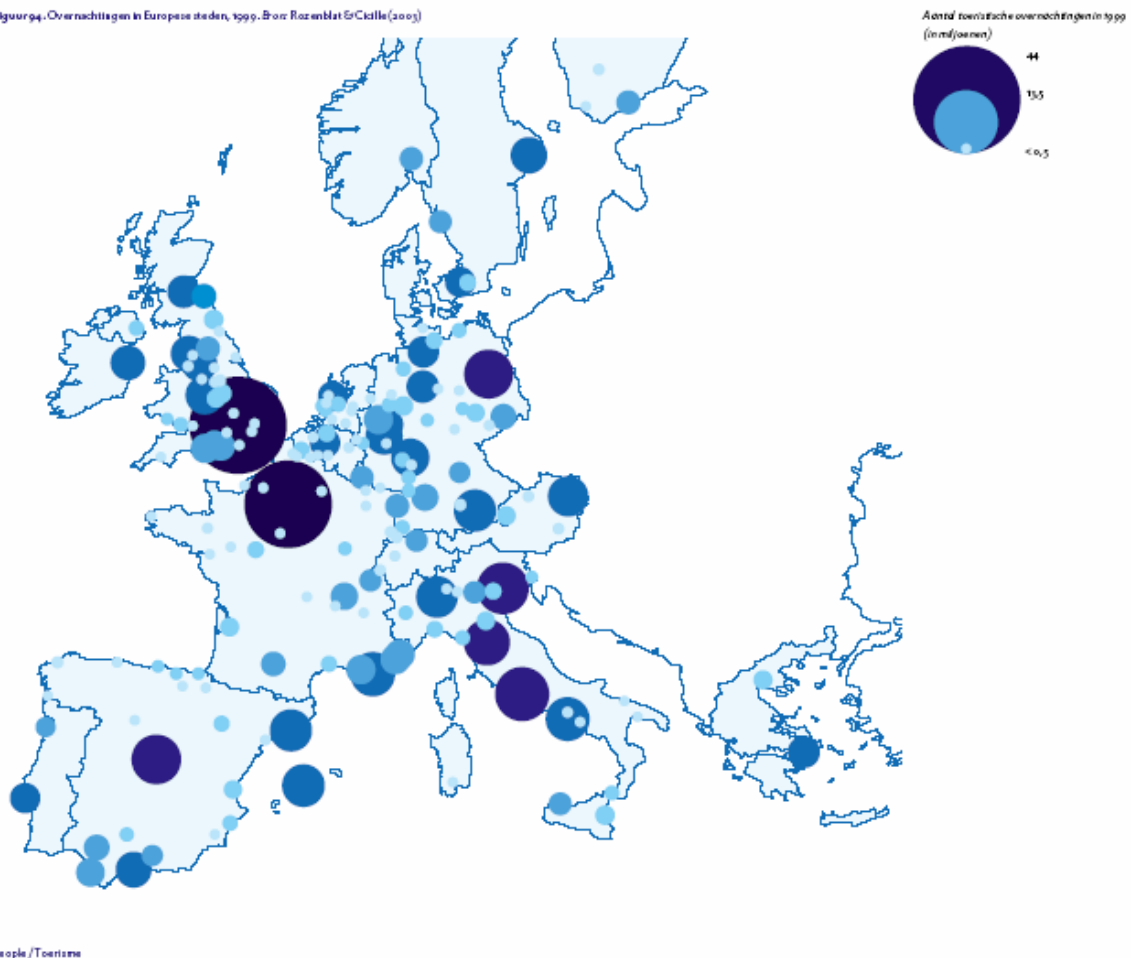 iguur 94. Overnachtingen in Europese steden, 1999. Bron: Rozenblat & Cicille (2003)
Aantal toeristische overnachtingen in 1999
(in miljoenen)
44
13,5
< 0,5
eople / Toerisme